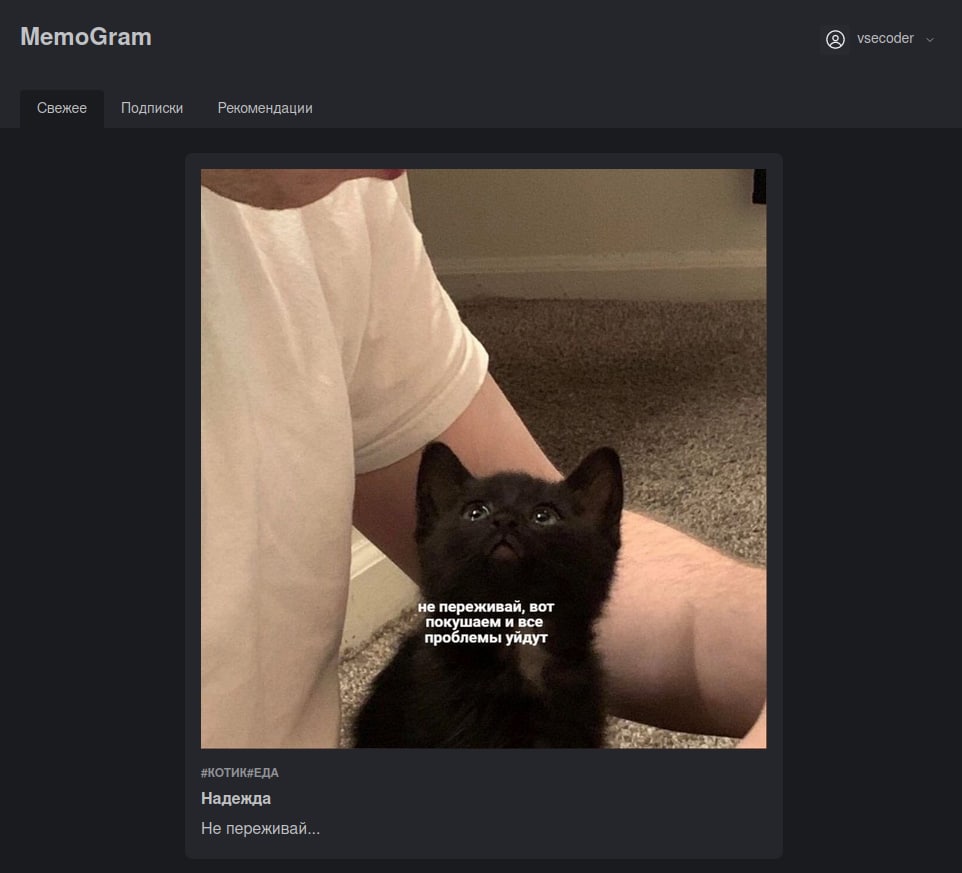 MemoGram
vsecoder
Свежее Подписки Рекомендации
не переживай, вот
покушаем и все
проблемы уйдут
#КОТИК#ЕДА
Надежда
Не переживай...